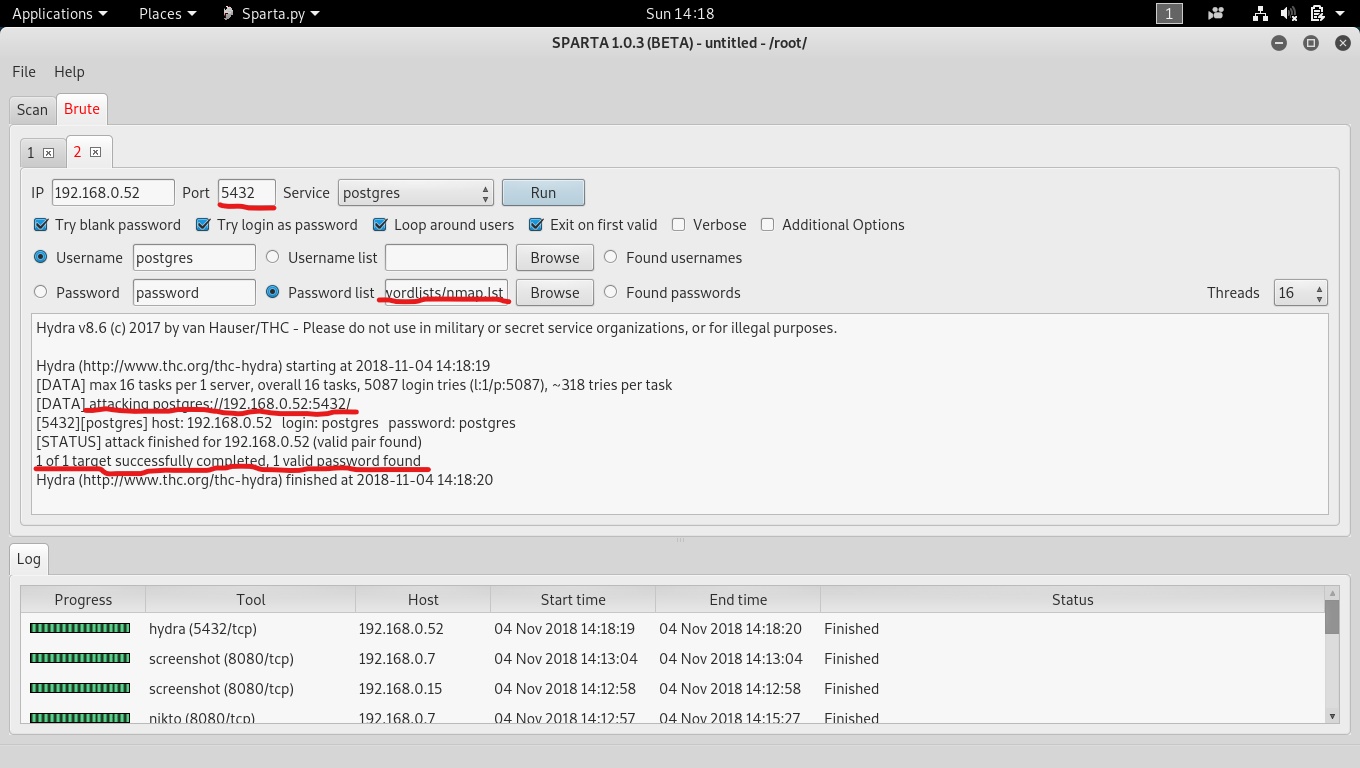 Applications Places Sparta.py Sun 14:18 1
SPARTA 1.0.3 (BETA) - untitled - /root/
File Help
Scan Brute
1 2
IP 192.168.0.52 Port 5432 Service postgres Run
Try blank password Try login as password Loop around users Exit on first valid Verbose Additional Options
Username postgres Username list Browse Found usernames
Password password Password list wordlists/nmap.lst Browse Found passwords Threads 16
Hydra v8.6 (c) 2017 by van Hauser/THC - Please do not use in military or secret service organizations, or for illegal purposes.
Hydra (http://www.thc.org/thc-hydra) starting at 2018-11-04 14:18:19
[DATA] max 16 tasks per 1 server, overall 16 tasks, 5087 login tries (l:1/p:5087), ~318 tries per task
[DATA] attacking postgres://192.168.0.52:5432/
[5432][postgres] host: 192.168.0.52 login: postgres password: postgres
[STATUS] attack finished for 192.168.0.52 (valid pair found)
1 of 1 target successfully completed, 1 valid password found
Hydra (http://www.thc.org/thc-hydra) finished at 2018-11-04 14:18:20
Log
Progress Tool Host Start time End time Status
hydra (5432/tcp) 192.168.0.52 04 Nov 2018 14:18:19 04 Nov 2018 14:18:20 Finished
screenshot (8080/tcp) 192.168.0.7 04 Nov 2018 14:13:04 04 Nov 2018 14:13:04 Finished
screenshot (8080/tcp) 192.168.0.15 04 Nov 2018 14:12:58 04 Nov 2018 14:12:58 Finished
nikto (8080/tcp) 192.168.0.7 04 Nov 2018 14:12:57 04 Nov 2018 14:15:27 Finished